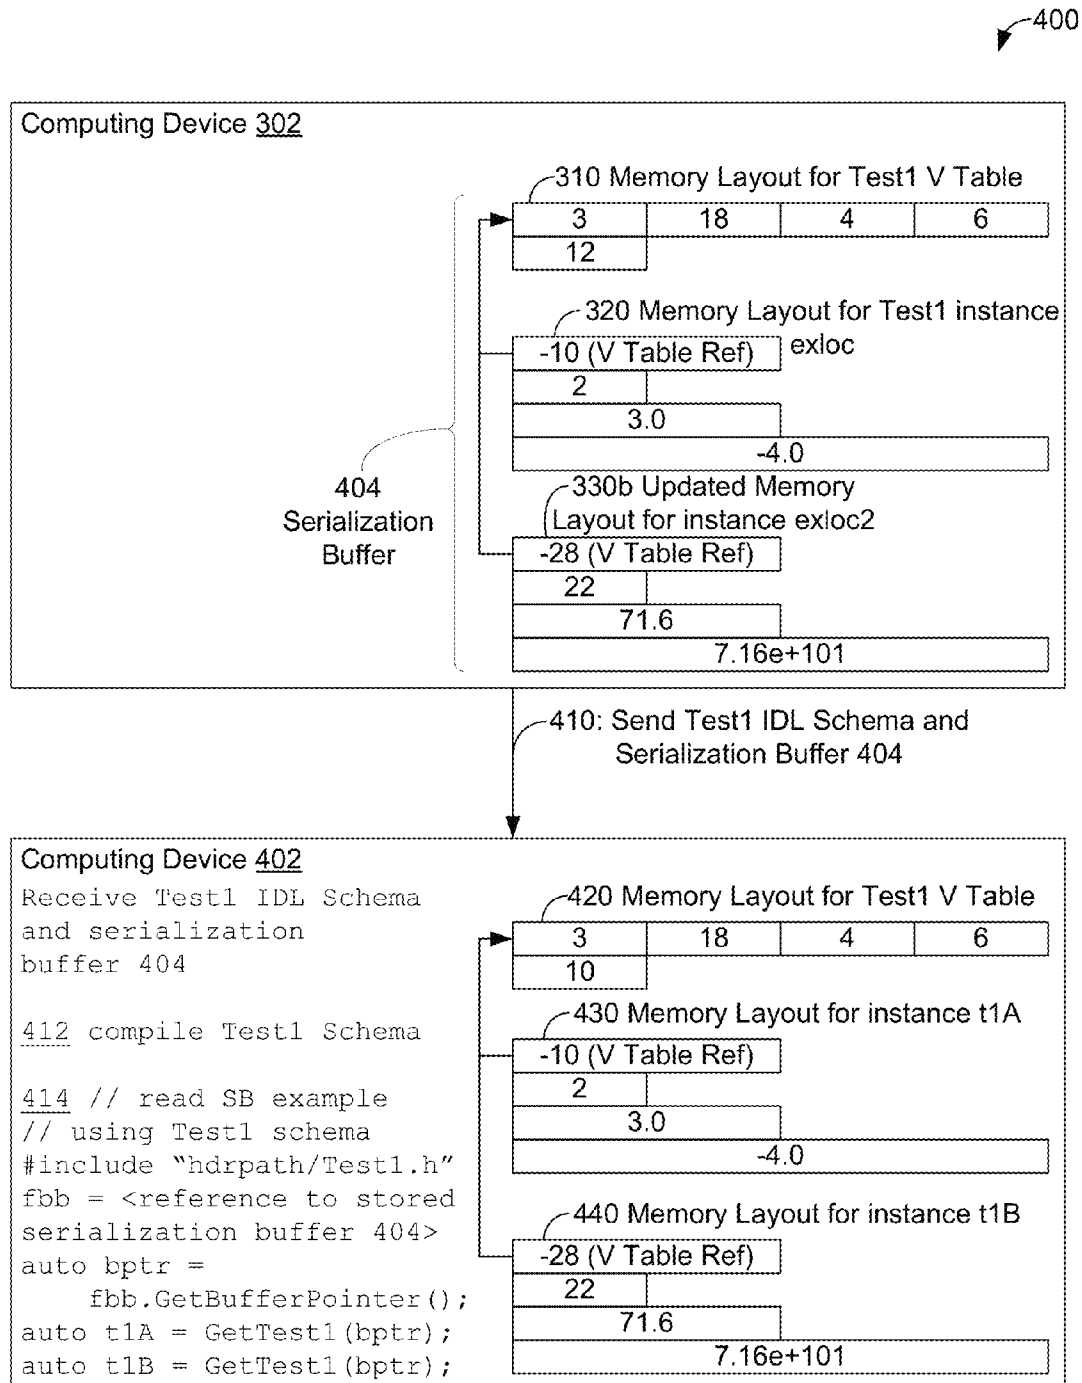 400
Computing Device 302
310 Memory Layout for Test1 V Table
3 18 4 6
12
320 Memory Layout for Test1 instance
exloc
-10 (V Table Ref)
2
3.0
-4.0
404
Serialization
Buffer
330b Updated Memory
Layout for instance exloc2
-28 (V Table Ref)
22
71.6
7.16e+101
410: Send Test1 IDL Schema and
Serialization Buffer 404
Computing Device 402
Receive Test1 IDL Schema
and serialization
buffer 404
412 compile Test1 Schema
414 // read SB example
// using Test1 schema
#include "hdrpath/Test1.h"
fbb = <reference to stored
serialization buffer 404>
auto bptr =
fbb.GetBufferPointer();
auto t1A = GetTest1(bptr);
auto t1B = GetTest1(bptr);
420 Memory Layout for Test1 V Table
3 18 4 6
10
430 Memory Layout for instance t1A
-10 (V Table Ref)
2
3.0
-4.0
440 Memory Layout for instance t1B
-28 (V Table Ref)
22
71.6
7.16e+101